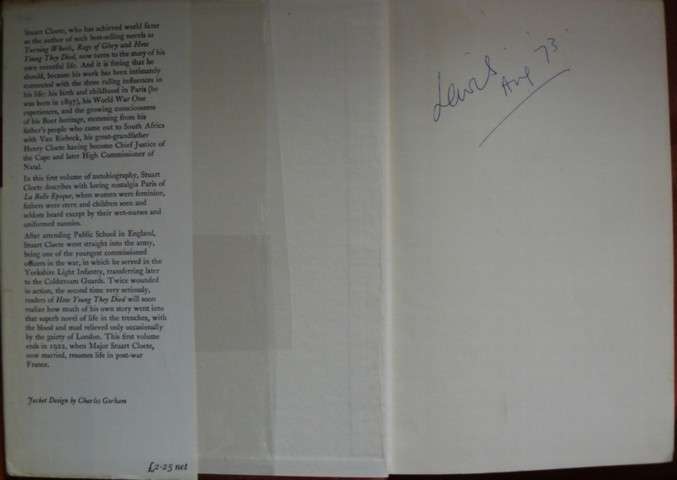 Stuart Cloete, who has achieved world fame
as the author of such best-selling novels as
Turning Wheels, Rags of Glory and How
Young They Died, now turns to the story of his
own eventful life. And it is fitting that he
should, because his work has been intimately
connected with the three ruling influences in
his life: his birth and childhood in Paris (he
was born in 1897), his World War One
experiences, and the growing consciousness
of his Boer heritage, stemming from his
father's people who came out to South Africa
with Van Riebeck, his great-grandfather
Henry Cloete having become Chief Justice of
the Cape and later High Commissioner of
Natal.
In this first volume of autobiography, Stuart
Cloete describes with loving nostalgia Paris of
La Belle Epoque, when women were feminine,
fathers were stern and children seen and
seldom heard except by their wet-nurses and
uniformed nannies.
After attending Public School in England,
Stuart Cloete went straight into the army,
being one of the youngest commissioned
officers in the war, in which he served in the
Yorkshire Light Infantry, transferring later
to the Coldstream Guards. Twice wounded
in action, the second time very seriously,
readers of How Young They Died will soon
realize how much of his own story went into
that superb novel of life in the trenches, with
the blood and mud relieved only occasionally
by the gaiety of London. This first volume
ends in 1922, when Major Stuart Cloete,
now married, resumes life in post-war
France.
Jacket Design by Charles Gorham
£2·25 net
Lewis
Aug '73